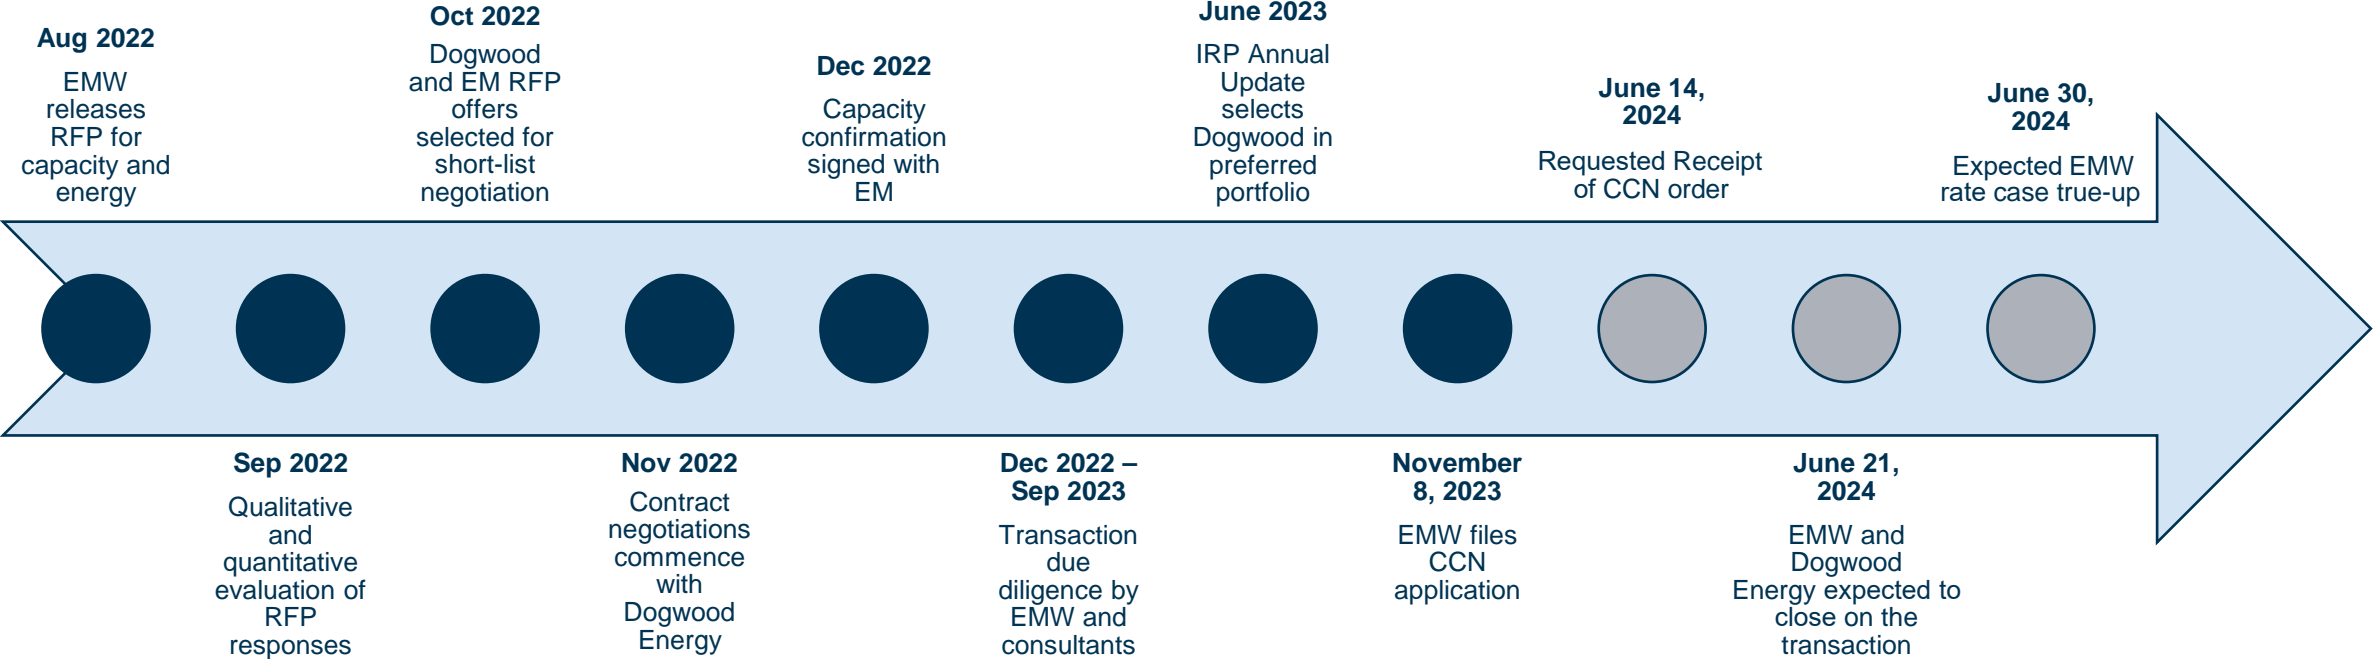 Aug 2022
EMW
releases
RFP for
capacity and
energy
Oct 2022
Dogwood
and EM RFP
offers
selected for
short-list
negotiation
Dec 2022
Capacity
confirmation
signed with
EM
June 2023
IRP Annual
Update
selects
Dogwood in
preferred
portfolio
June 14,
2024
Requested Receipt
of CCN order
June 30,
2024
Expected EMW
rate case true-up
Sep 2022
Qualitative
and
quantitative
evaluation of
RFP
responses
Nov 2022
Contract
negotiations
commence
with
Dogwood
Energy
Dec 2022 –
Sep 2023
Transaction
due
diligence by
EMW and
consultants
November
8, 2023
EMW files
CCN
application
June 21,
2024
EMW and
Dogwood
Energy expected to
close on the
transaction